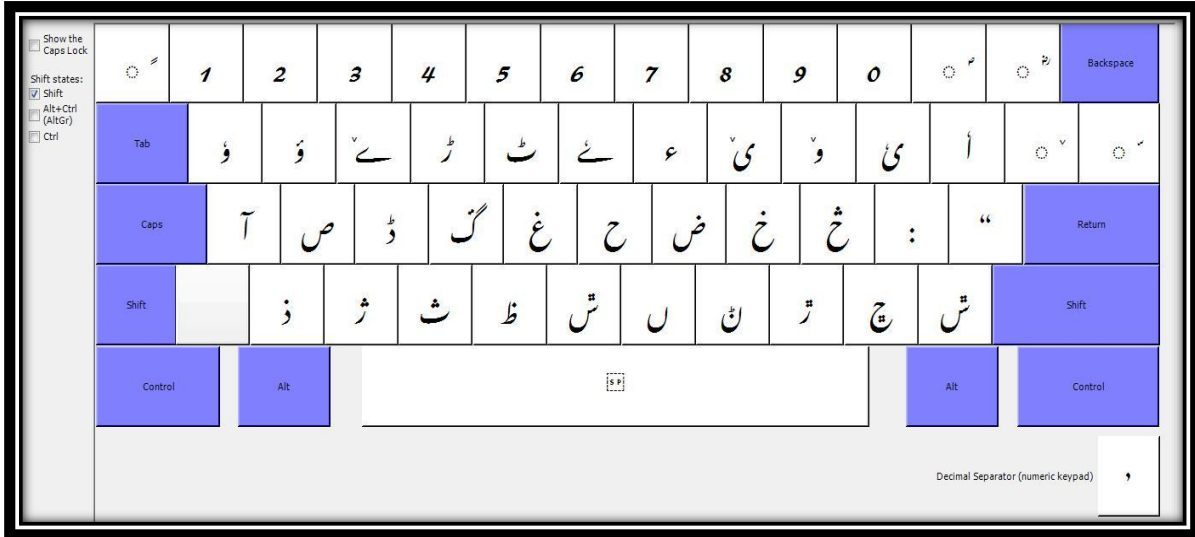 Show the
Caps Lock
Shift states:
Shift
Alt+Ctrl
(AltGr)
Ctrl
◌ً 1 2 3 4 5 6 7 8 9 0 Backspace
Tab ؤ ےٚ ڑ ٹ ۓ ء یٚ وٚ ئ أ ◌ٚ
Caps آ ص ڈ غ ح ض خ څ : “ Return
Shift ذ ژ ث ظ ں Shift
Control Alt SP Alt Control
Decimal Separator (numeric keypad) ,